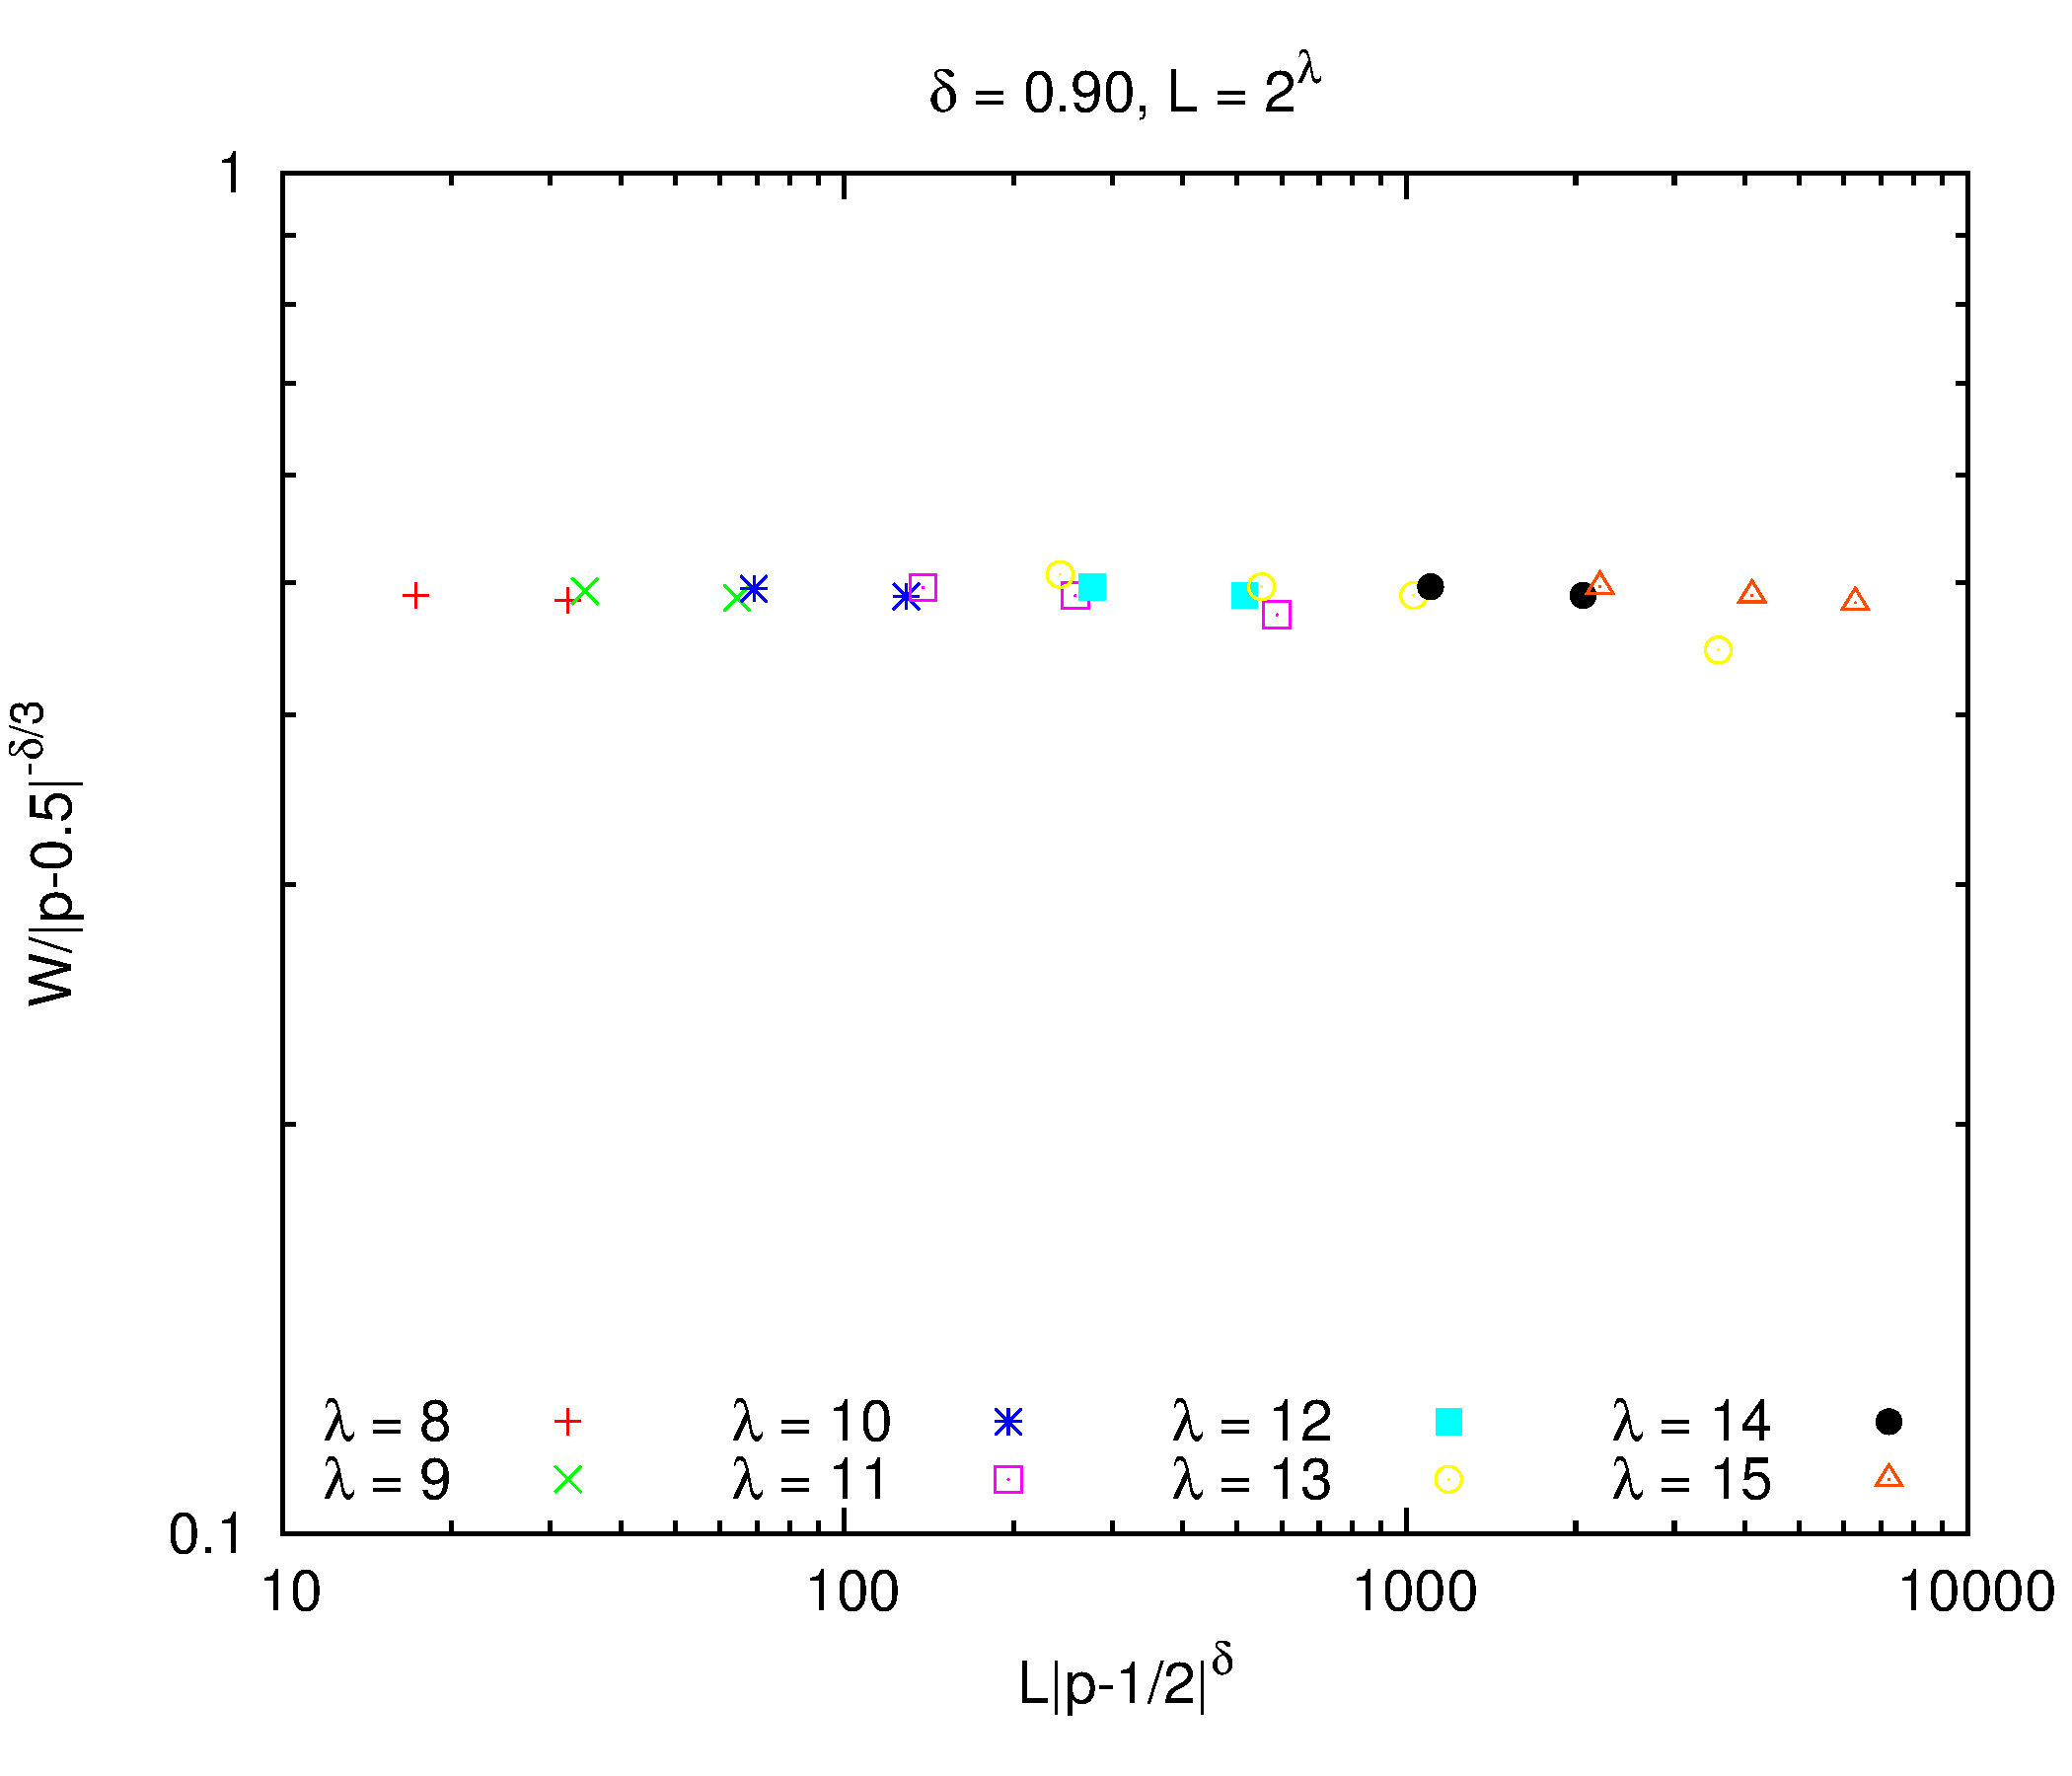 δ = 0.90, L = 2^λ
1
W/|p-0.5|^-δ/3
λ = 8 λ = 10 λ = 12 λ = 14
λ = 9 λ = 11 λ = 13 λ = 15
0.1
10 100 1000 10000
L|p-1/2|^δ